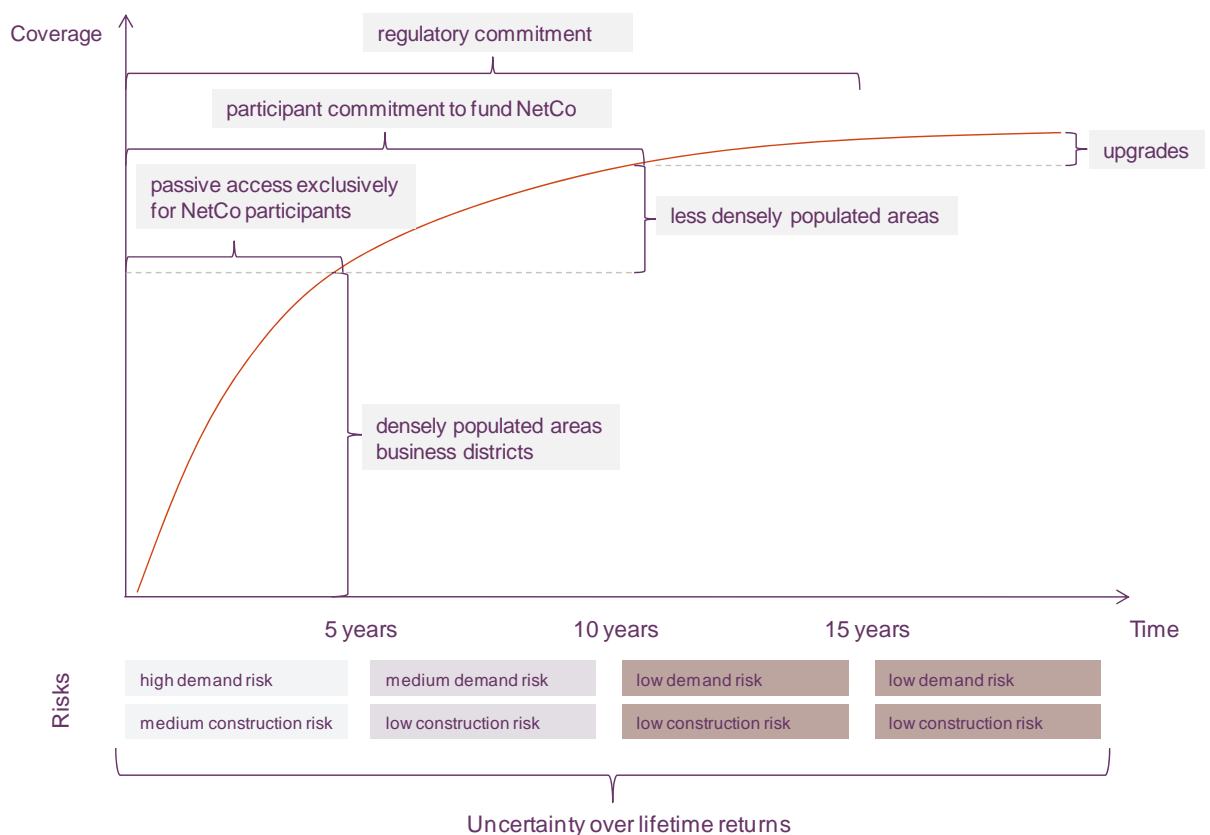 Coverage
regulatory commitment
participant commitment to fund NetCo
upgrades
passive access exclusively
for NetCo participants
less densely populated areas
densely populated areas
business districts
5 years
10 years
15 years
Time
Risks
high demand risk
medium demand risk
low demand risk
low demand risk
medium construction risk
low construction risk
low construction risk
low construction risk
Uncertainty over lifetime returns